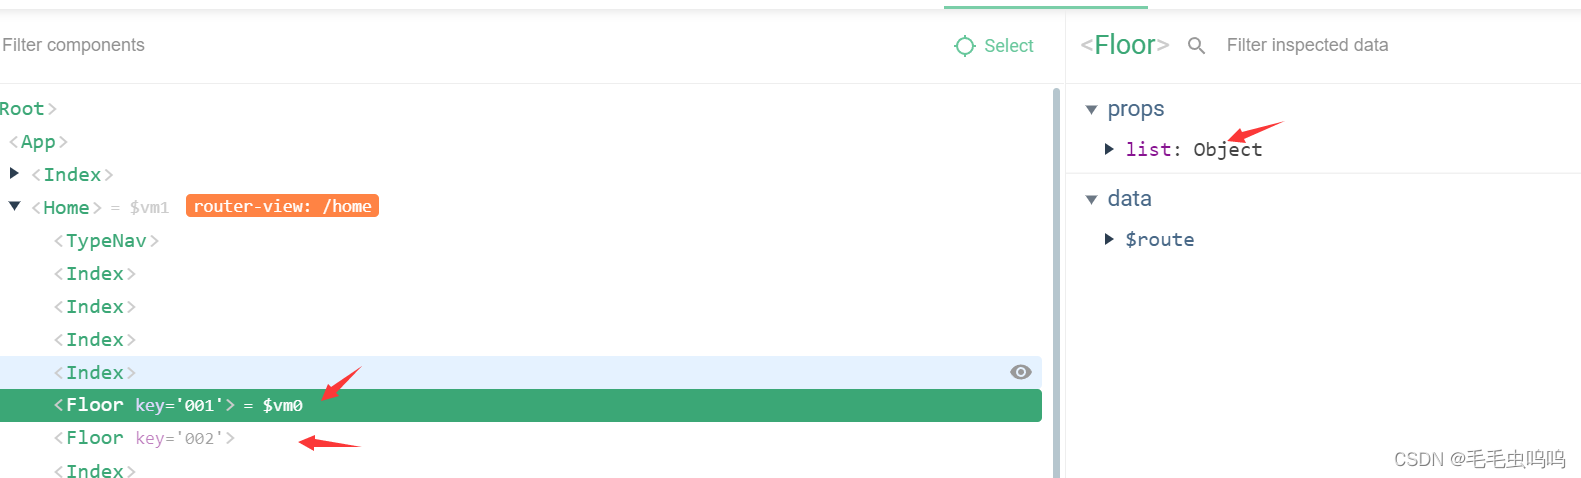 Filter components
Select
<Floor>
Filter inspected data
Root>
<App>
<Index>
<Home> = $vm1 router-view: /home
<TypeNav>
<Index>
<Index>
<Index>
<Index>
<Floor key='001'> = $vm0
<Floor key='002'>
<Index>
props
list: Object
data
$route
CSDN @毛毛虫呜呜